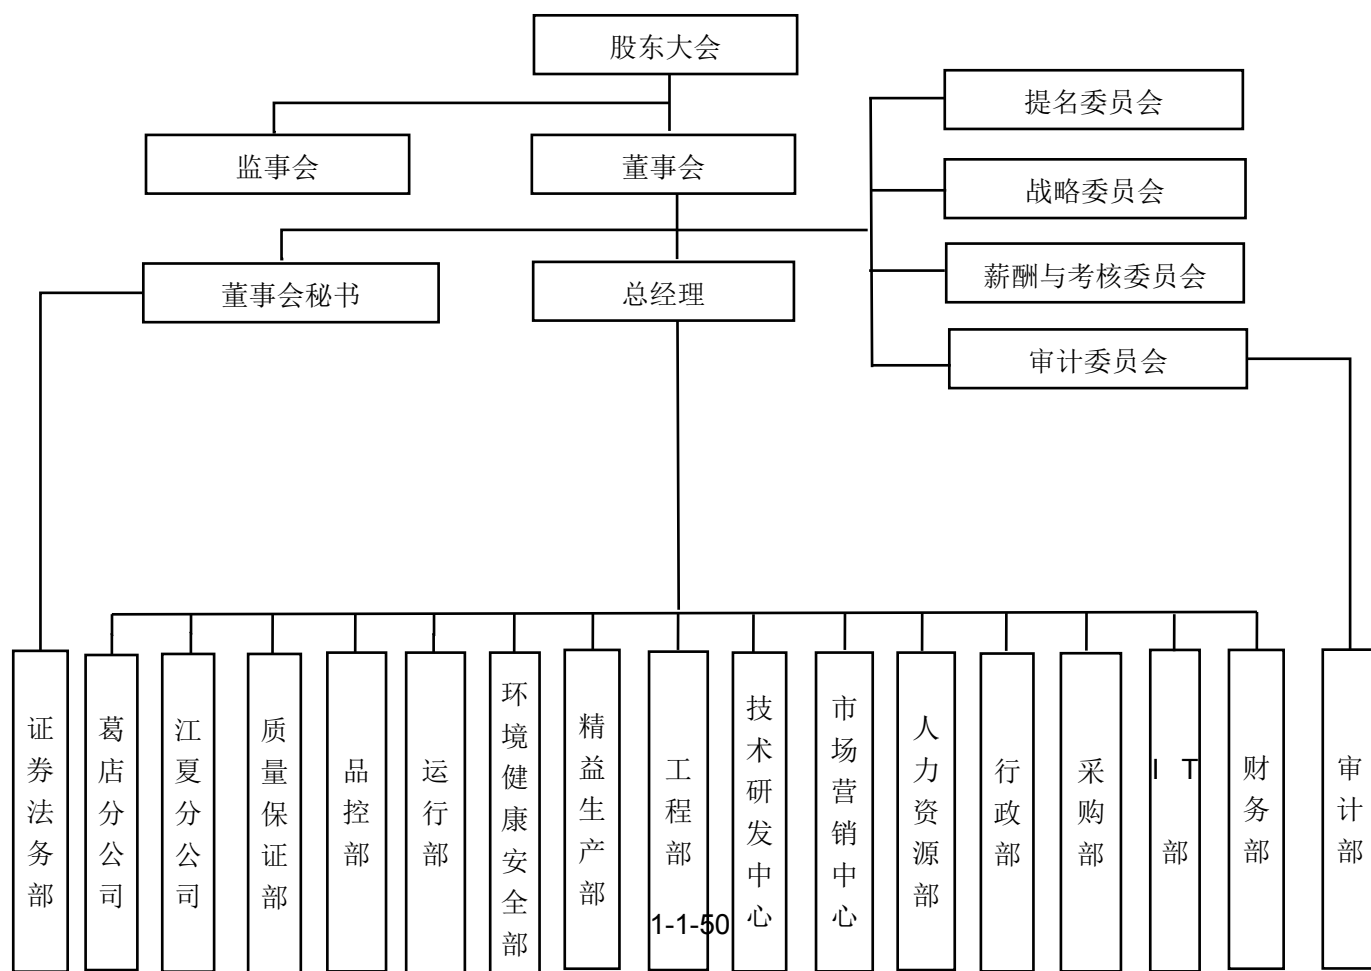 股东大会
提名委员会
监事会
董事会
战略委员会
董事会秘书
总经理
薪酬与考核委员会
审计委员会
证券法务部
葛店分公司
江夏分公司
质量保证部
品控部
运行部
环境健康安全部
精益生产部
工程部
技术研发中心
市场营销中心
人力资源部
行政部
采购部
IT部
财务部
审计部
1-1-50